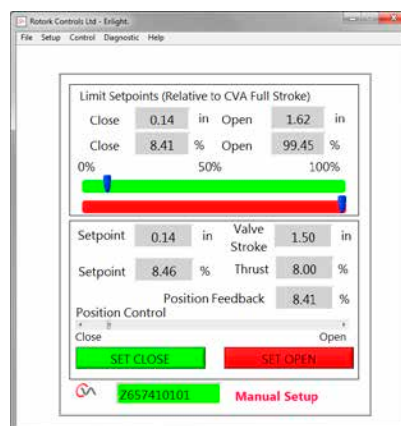 Rotork Controls Ltd - Enlight.
File Setup Control Diagnostic Help
Limit Setpoints (Relative to CVA Full Stroke)
Close 0.14 in Open 1.62 in
Close 8.41 % Open 99.45 %
0% 50% 100%
Setpoint 0.14 in Valve Stroke 1.50 in
Setpoint 8.46 % Thrust 8.00 %
Position Feedback 8.41 %
Position Control
Close Open
SET CLOSE SET OPEN
Z657410101 Manual Setup